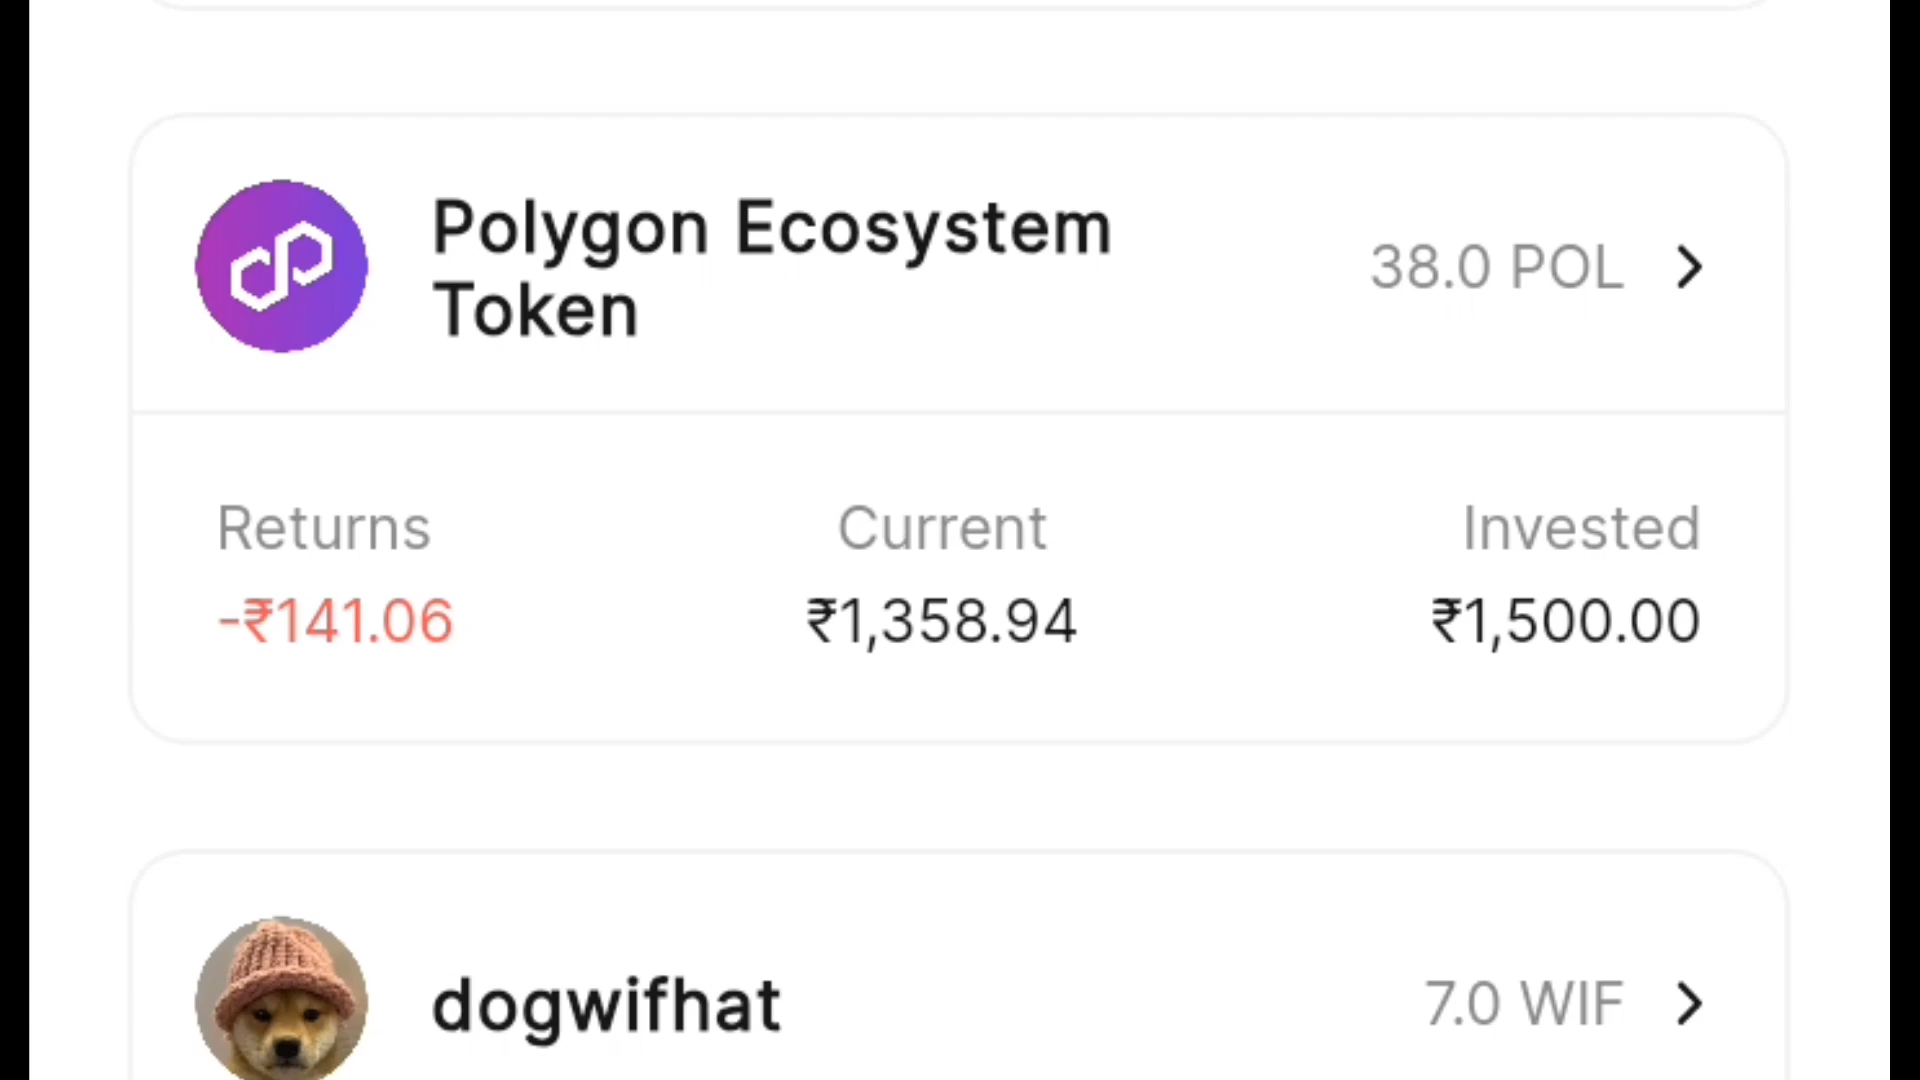 Polygon Ecosystem
Token
38.0 POL
Returns
Current
Invested
-₹141.06
₹1,358.94
₹1,500.00
dogwifhat
7.0 WIF